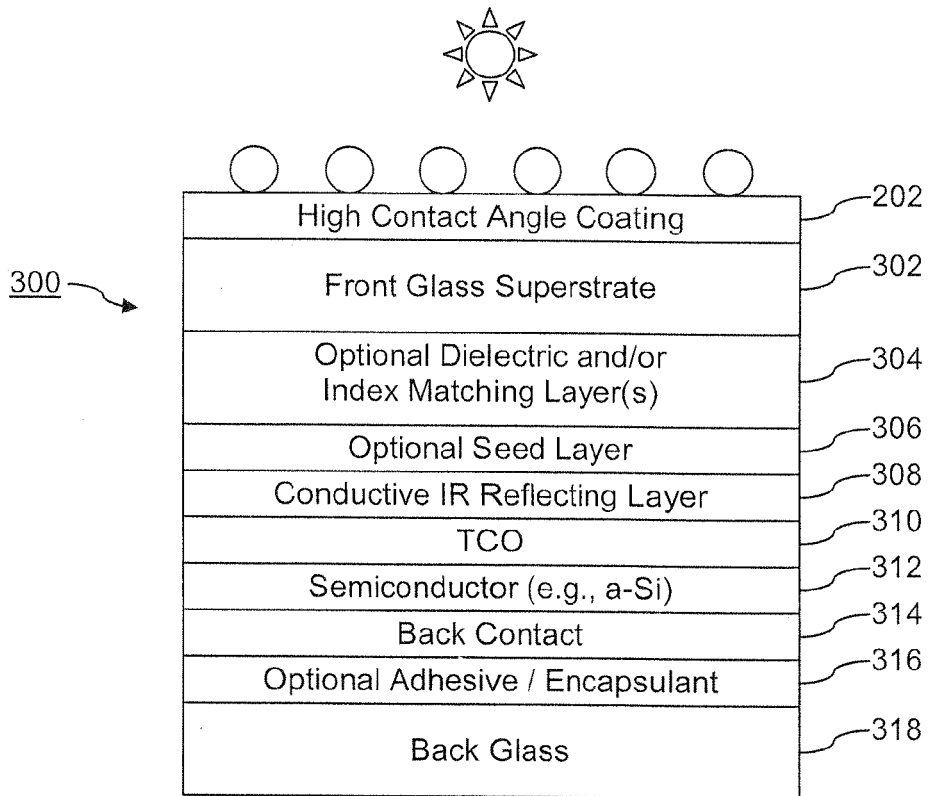 High Contact Angle Coating
202
300
Front Glass Superstrate
302
Optional Dielectric and/or
Index Matching Layer(s)
304
Optional Seed Layer
306
Conductive IR Reflecting Layer
308
TCO
310
Semiconductor (e.g., a-Si)
312
Back Contact
314
Optional Adhesive / Encapsulant
316
Back Glass
318